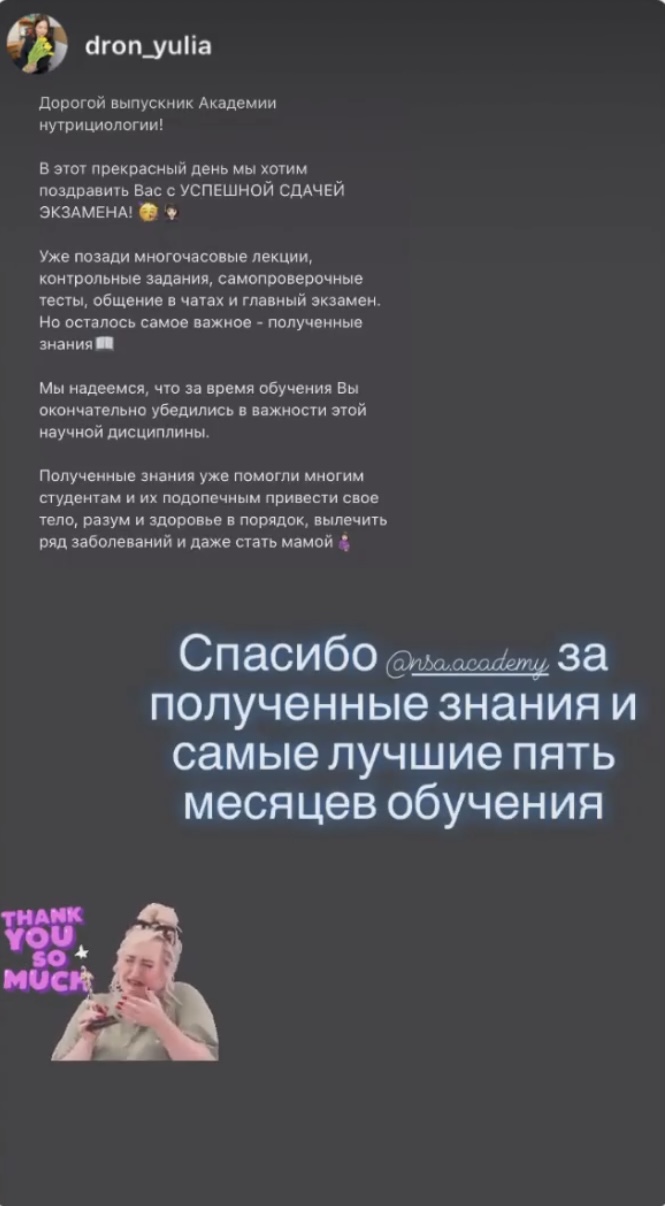 dron_yulia
Дорогой выпускник Академии
нутрициологии!
В этот прекрасный день мы хотим
поздравить Вас с УСПЕШНОЙ СДАЧЕЙ
ЭКЗАМЕНА! 🥳 👩🏻‍🎓
Уже позади многочасовые лекции,
контрольные задания, самопроверочные
тесты, общение в чатах и главный экзамен.
Но осталось самое важное - полученные
знания📖
Мы надеемся, что за время обучения Вы
окончательно убедились в важности этой
научной дисциплины.
Полученные знания уже помогли многим
студентам и их подопечным привести свое
тело, разум и здоровье в порядок, вылечить
ряд заболеваний и даже стать мамой🤰🏻
Спасибо @nsa.academy за
полученные знания и
самые лучшие пять
месяцев обучения
THANK
YOU
SO
MUCH